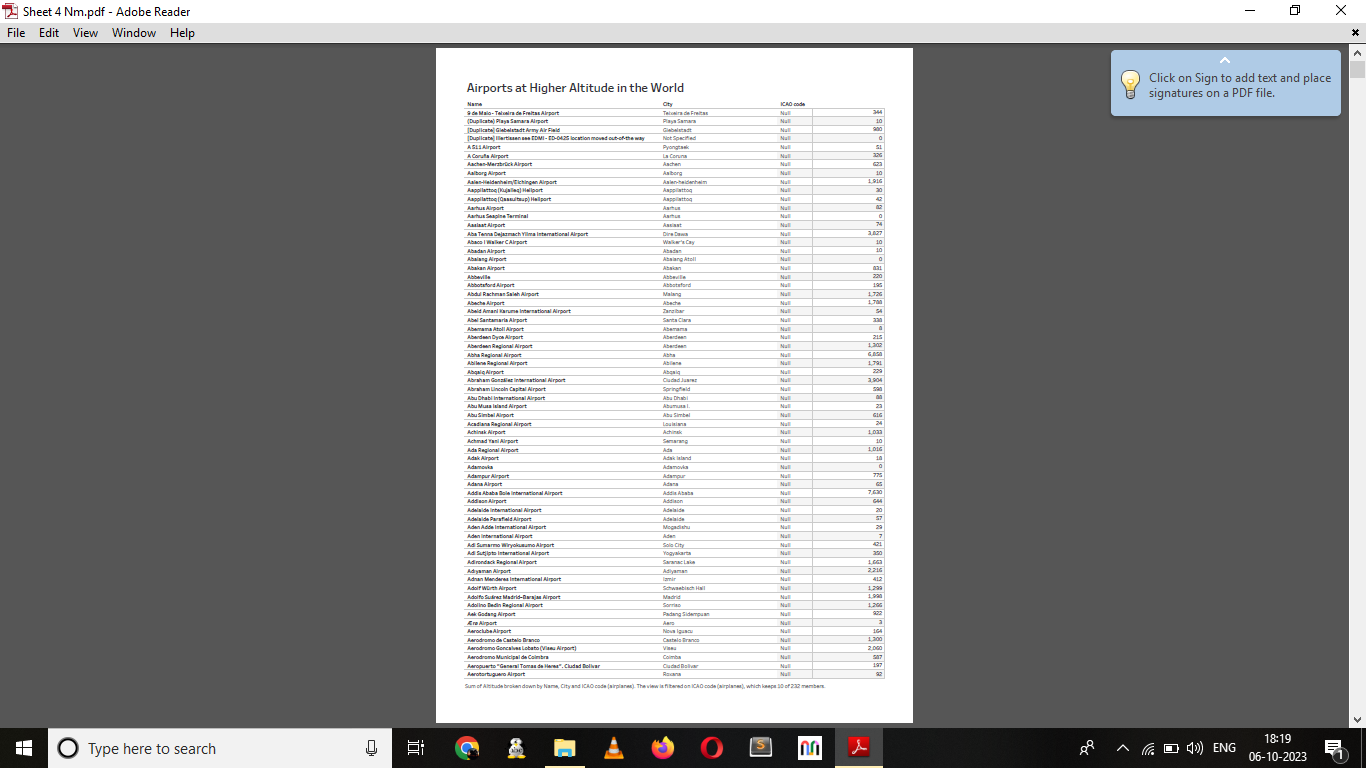 Sheet 4 Nm.pdf - Adobe Reader
File Edit View Window Help
Click on Sign to add text and place
signatures on a PDF file.
Airports at Higher Altitude in the World
Name City ICAO code
9 de Maio - Teixeira de Freitas Airport Teixeira de Freitas Null 344
(Duplicate) Playa Samara Airport Playa Samara Null 10
[Duplicate] Giebelstadt Army Air Field Giebelstadt Null 980
[Duplicate] Illertissen see EDMI - ED-0425 location moved out-of-the way Not Specified Null 0
A 511 Airport Pyongtaek Null 51
A Coruña Airport La Coruna Null 326
Aachen-Merzbrück Airport Aachen Null 623
Aalborg Airport Aalborg Null 10
Aalen-Heidenheim/Elchingen Airport Aalen-heidenheim Null 1,916
Aappilattoq (Kujalleq) Heliport Aappilattoq Null 30
Aappilattoq (Qaasuitsup) Heliport Aappilattoq Null 42
Aarhus Airport Aarhus Null 82
Aarhus Seaplne Terminal Aarhus Null 0
Aasiaat Airport Aasiaat Null 74
Aba Tenna Dejazmach Yilma International Airport Dire Dawa Null 3,827
Abaco I Walker C Airport Walker's Cay Null 10
Abadan Airport Abadan Null 10
Abaiang Airport Abaiang Atoll Null 0
Abakan Airport Abakan Null 831
Abbeville Abbeville Null 220
Abbotsford Airport Abbotsford Null 195
Abdul Rachman Saleh Airport Malang Null 1,726
Abeche Airport Abeche Null 1,788
Abeid Amani Karume International Airport Zanzibar Null 54
Abel Santamaria Airport Santa Clara Null 338
Abemama Atoll Airport Abemama Null 8
Aberdeen Dyce Airport Aberdeen Null 215
Aberdeen Regional Airport Aberdeen Null 1,302
Abha Regional Airport Abha Null 6,858
Abilene Regional Airport Abilene Null 1,791
Abqaiq Airport Abqaiq Null 229
Abraham González International Airport Ciudad Juarez Null 3,904
Abraham Lincoln Capital Airport Springfield Null 598
Abu Dhabi International Airport Abu Dhabi Null 88
Abu Musa Island Airport Abumusa I. Null 23
Abu Simbel Airport Abu Simbel Null 616
Acadiana Regional Airport Louisiana Null 24
Achinsk Airport Achinsk Null 1,033
Achmad Yani Airport Semarang Null 10
Ada Regional Airport Ada Null 1,016
Adak Airport Adak Island Null 18
Adamovka Adamovka Null 0
Adampur Airport Adampur Null 775
Adana Airport Adana Null 65
Addis Ababa Bole International Airport Addis Ababa Null 7,630
Addison Airport Addison Null 644
Adelaide International Airport Adelaide Null 20
Adelaide Parafield Airport Adelaide Null 57
Aden Adde International Airport Mogadishu Null 29
Aden International Airport Aden Null 7
Adi Sumarmo Wiryokusumo Airport Solo City Null 421
Adi Sutjipto International Airport Yogyakarta Null 350
Adirondack Regional Airport Saranac Lake Null 1,663
Adıyaman Airport Adiyaman Null 2,216
Adnan Menderes International Airport Izmir Null 412
Adolf Würth Airport Schwaebisch Hall Null 1,299
Adolfo Suárez Madrid–Barajas Airport Madrid Null 1,998
Adolino Bedin Regional Airport Sorriso Null 1,266
Aek Godang Airport Padang Sidempuan Null 922
Ærø Airport Aero Null 3
Aeroclube Airport Nova Iguacu Null 164
Aerodromo de Castelo Branco Castelo Branco Null 1,300
Aerodromo Goncalves Lobato (Viseu Airport) Viseu Null 2,060
Aerodromo Municipal de Coimbra Coimba Null 587
Aeropuerto "General Tomas de Heres". Ciudad Bolivar Ciudad Bolivar Null 197
Aerotortuguero Airport Roxana Null 92
Sum of Altitude broken down by Name, City and ICAO code (airplanes). The view is filtered on ICAO code (airplanes), which keeps 10 of 232 members.
Type here to search
ENG
18:19
06-10-2023
1